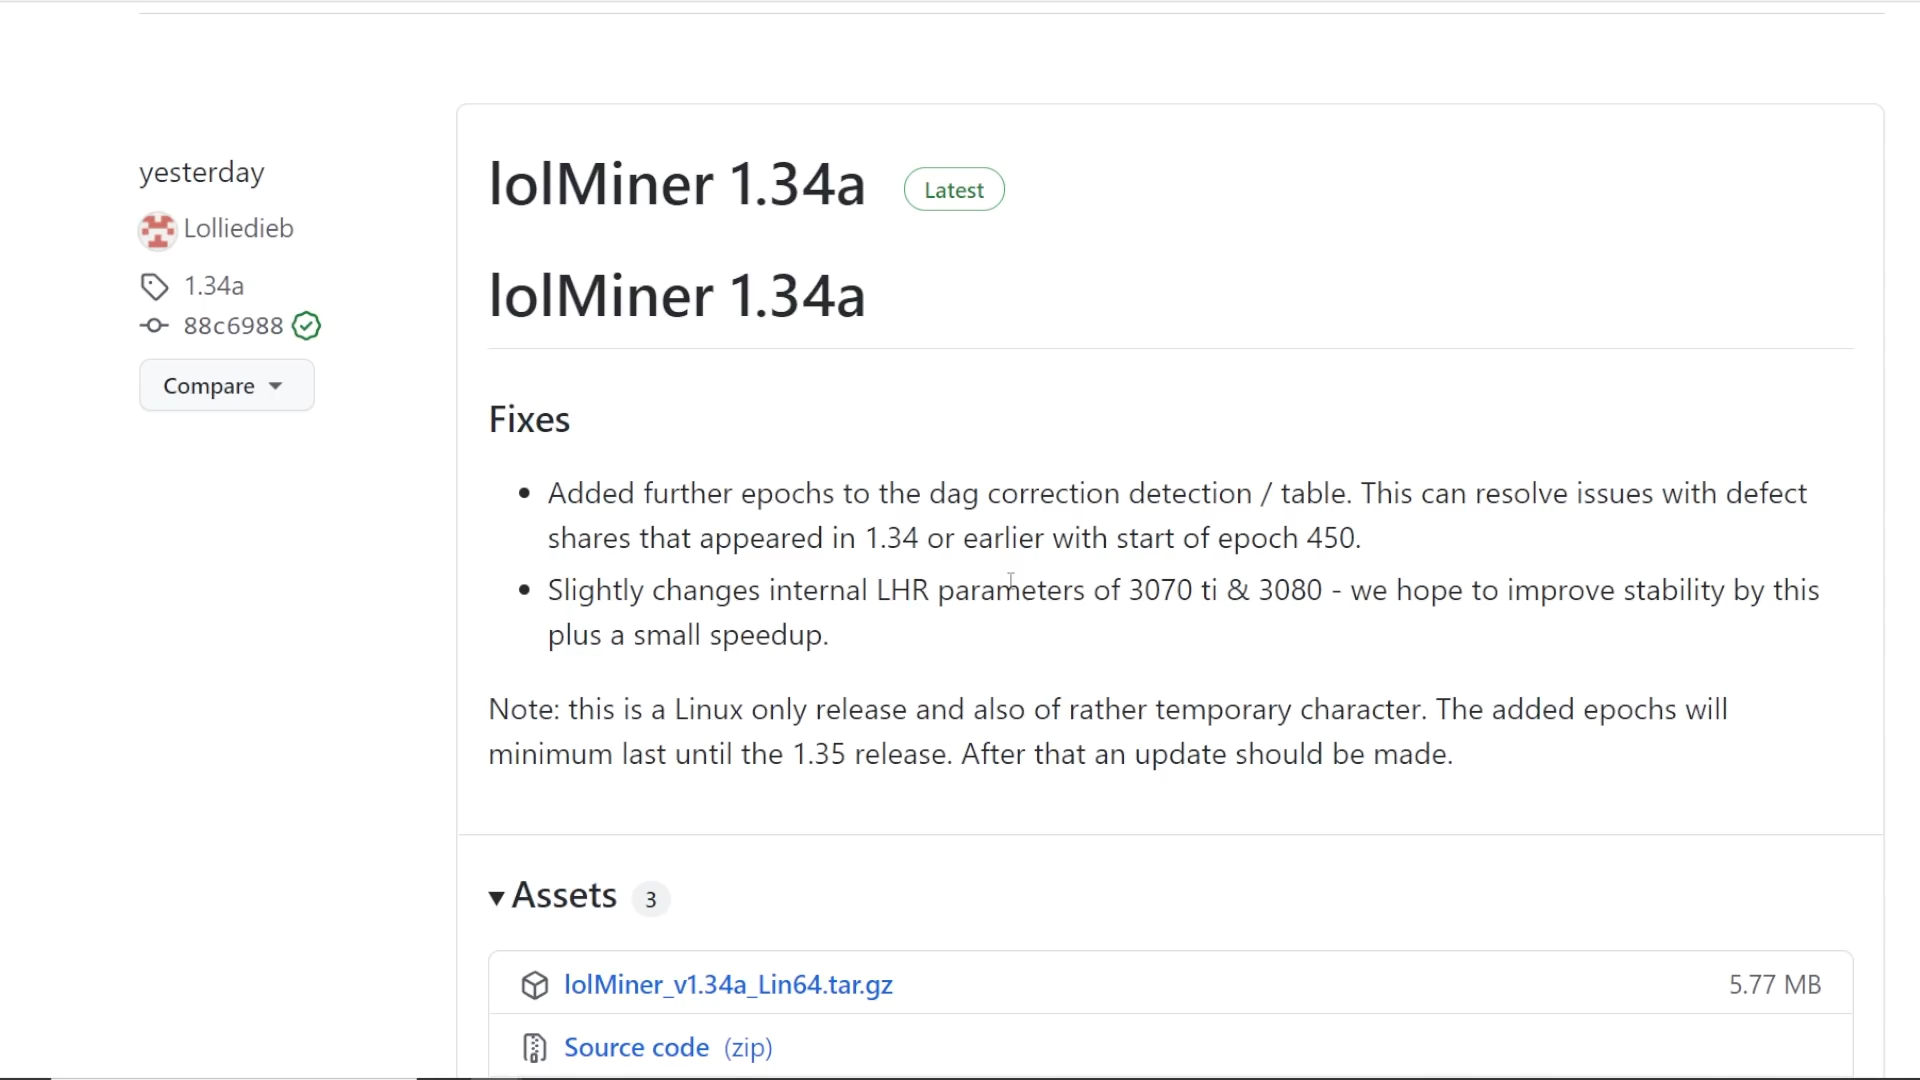 yesterday
Lolliedieb
1.34a
88c6988
Compare
lolMiner 1.34a Latest
lolMiner 1.34a
Fixes
• Added further epochs to the dag correction detection / table. This can resolve issues with defect
shares that appeared in 1.34 or earlier with start of epoch 450.
• Slightly changes internal LHR parameters of 3070 ti & 3080 - we hope to improve stability by this
plus a small speedup.
Note: this is a Linux only release and also of rather temporary character. The added epochs will
minimum last until the 1.35 release. After that an update should be made.
Assets 3
lolMiner_v1.34a_Lin64.tar.gz 5.77 MB
Source code (zip)